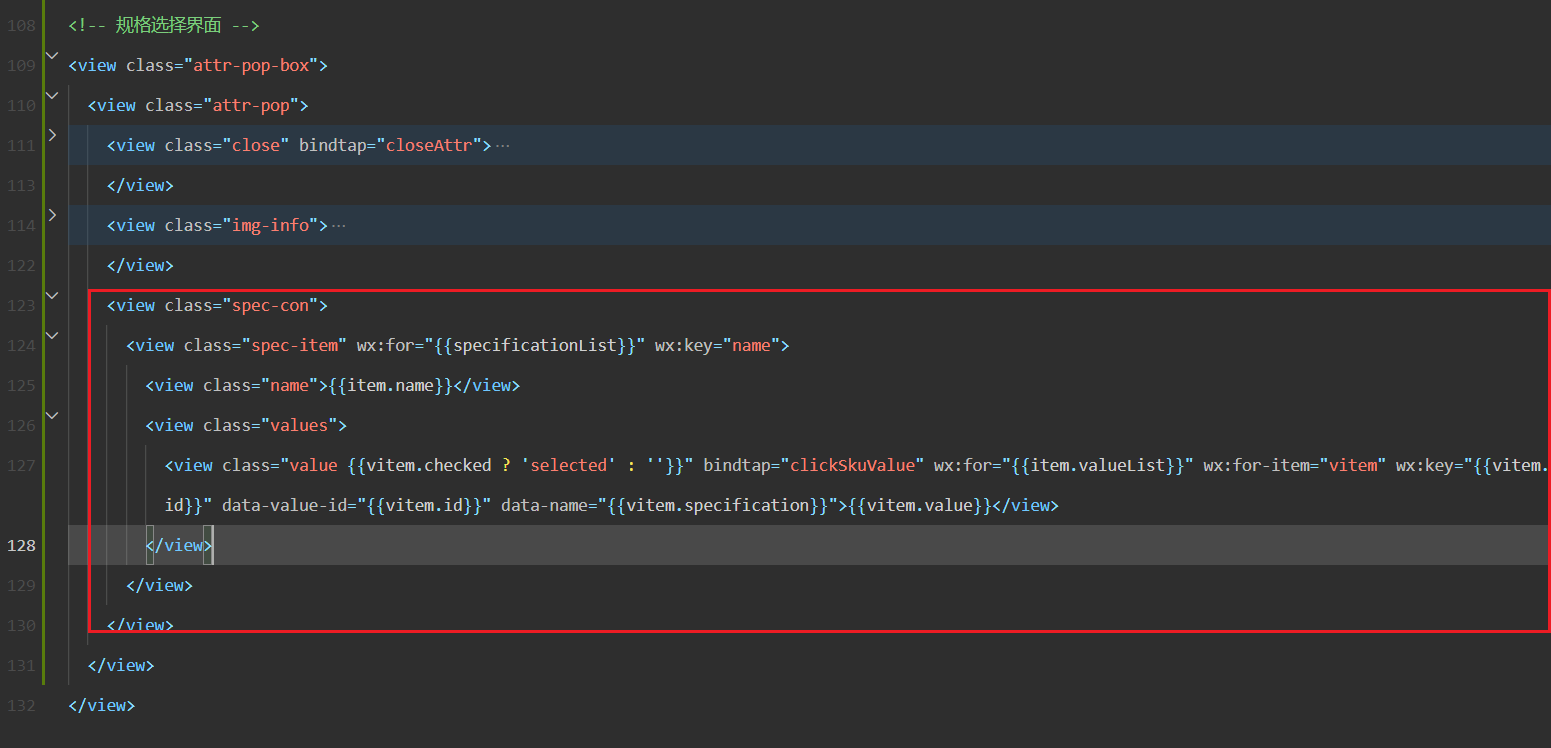 108 <!-- 规格选择界面 -->
109 <view class="attr-pop-box">
110 <view class="attr-pop">
111 <view class="close" bindtap="closeAttr">···
113 </view>
114 <view class="img-info">···
122 </view>
123 <view class="spec-con">
124 <view class="spec-item" wx:for="{{specificationList}}" wx:key="name">
125 <view class="name">{{item.name}}</view>
126 <view class="values">
127 <view class="value {{vitem.checked ? 'selected' : ''}}" bindtap="clickSkuValue" wx:for="{{item.valueList}}" wx:for-item="vitem" wx:key="{{vitem.
id}}" data-value-id="{{vitem.id}}" data-name="{{vitem.specification}}">{{vitem.value}}</view>
128 </view>
129 </view>
130 </view>
131 </view>
132 </view>